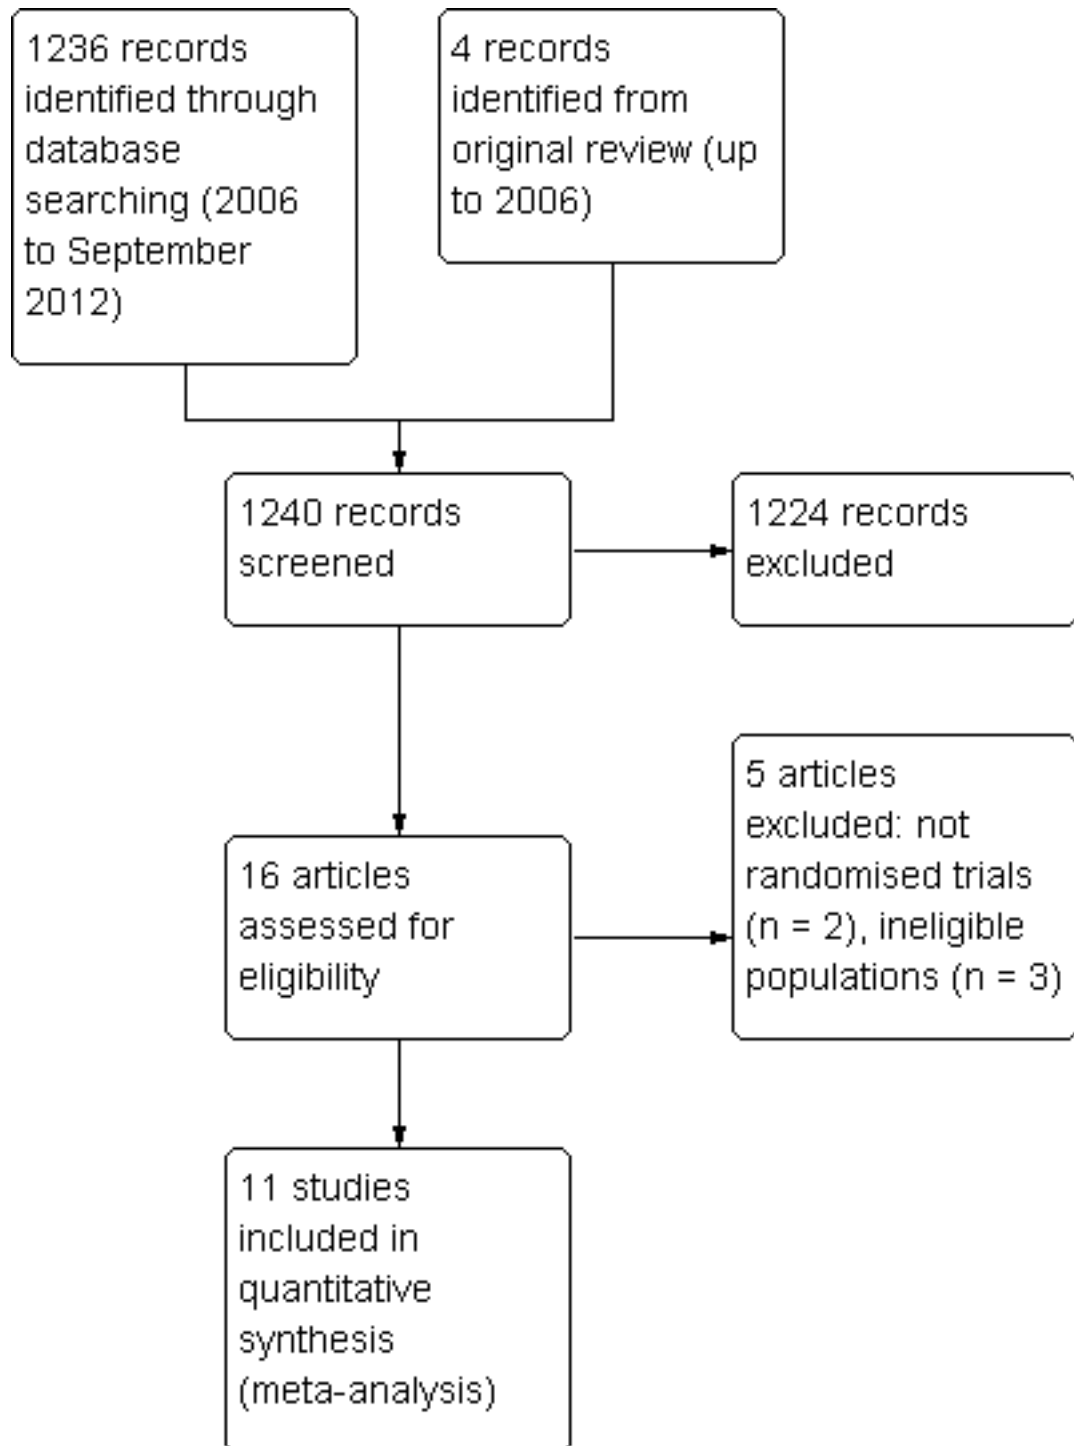 1236 records
identified through
database
searching (2006
to September
2012)
4 records
identified from
original review (up
to 2006)
1240 records
screened
1224 records
excluded
16 articles
assessed for
eligibility
5 articles
excluded: not
randomised trials
(n = 2), ineligible
populations (n = 3)
11 studies
included in
quantitative
synthesis
(meta-analysis)